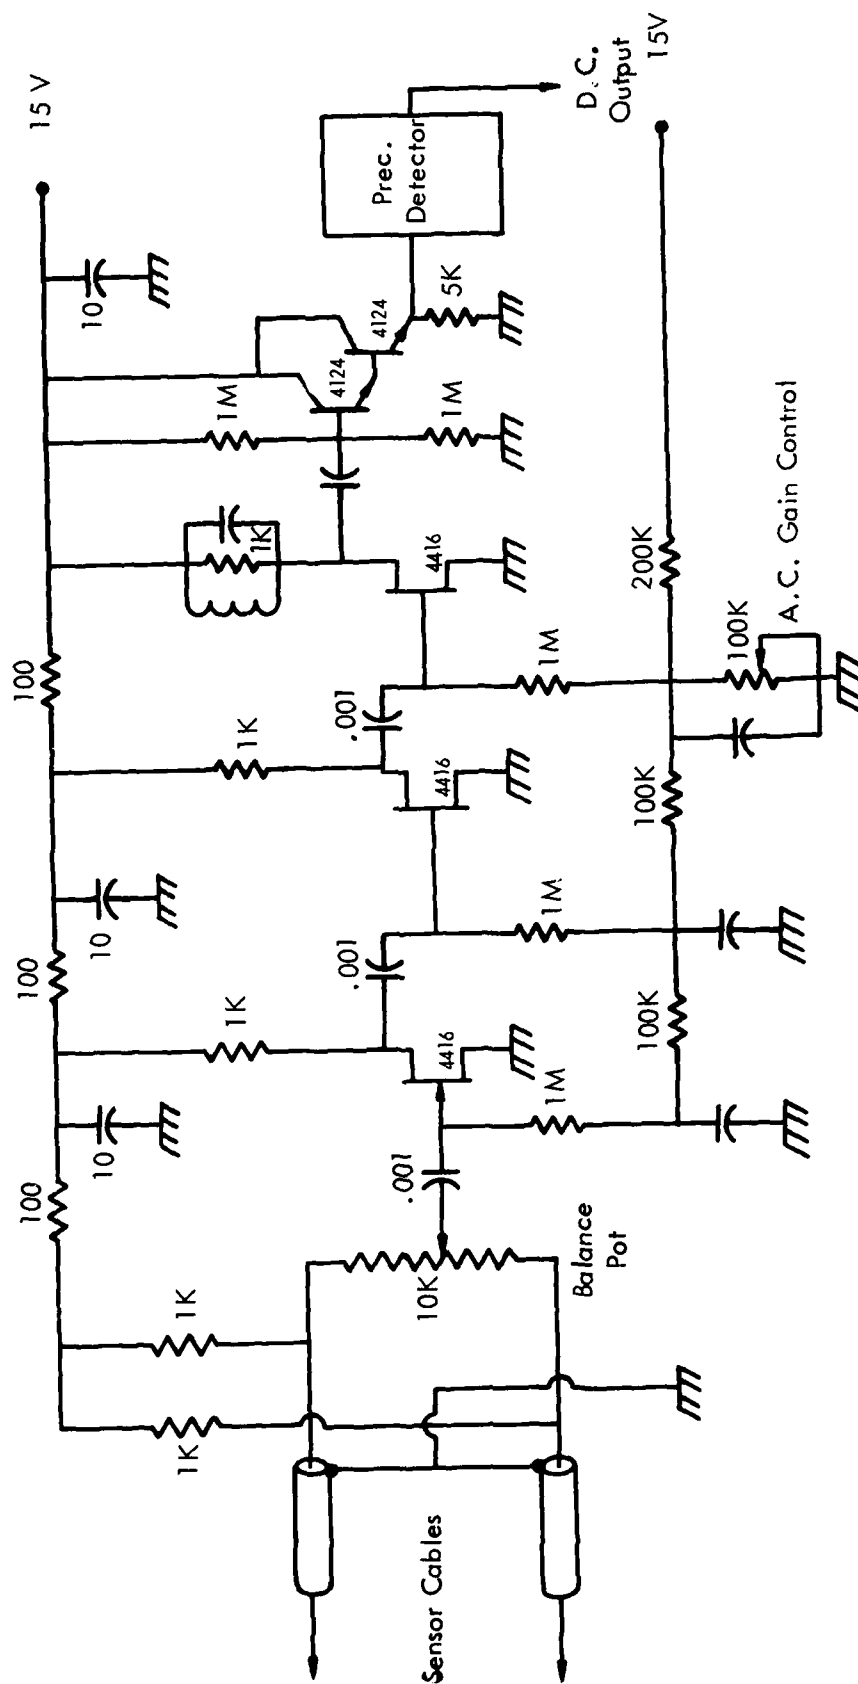 100
100
100
15 V
10
10
10
1K
1K
1K
1K
1M
1K
.001
.001
.001
4124
4124
Prec.
Detector
Sensor Cables
10K
4416
4416
4416
1M
5K
1M
1M
1M
Balance
Pot
D.C.
Output
15V
100K
100K
200K
100K
A.C. Gain Control